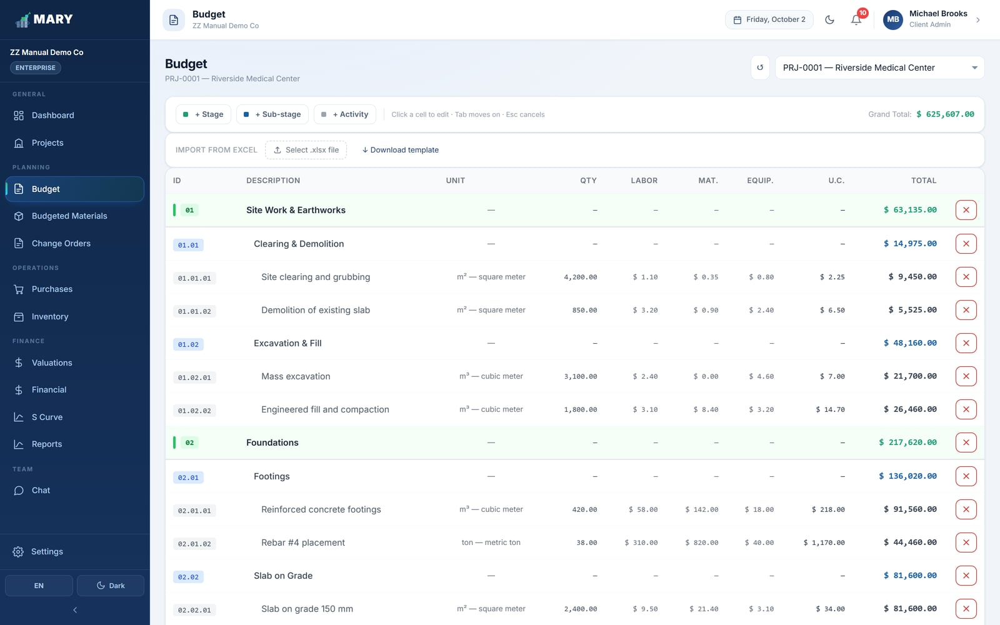 MARY
ZZ Manual Demo Co
ENTERPRISE
GENERAL
Dashboard
Projects
PLANNING
Budget
Budgeted Materials
Change Orders
OPERATIONS
Purchases
Inventory
FINANCE
Valuations
Financial
S Curve
Reports
TEAM
Chat
Settings
EN
Dark
Budget
ZZ Manual Demo Co
Friday, October 2
10
MB
Michael Brooks
Client Admin
Budget
PRJ-0001 — Riverside Medical Center
PRJ-0001 — Riverside Medical Center
+ Stage
+ Sub-stage
+ Activity
Click a cell to edit · Tab moves on · Esc cancels
Grand Total: $ 625,607.00
IMPORT FROM EXCEL
Select .xlsx file
↓ Download template
ID DESCRIPTION UNIT QTY LABOR MAT. EQUIP. U.C. TOTAL
01 Site Work & Earthworks — – – – – – $ 63,135.00
01.01 Clearing & Demolition — – – – – – $ 14,975.00
01.01.01 Site clearing and grubbing m² — square meter 4,200.00 $ 1.10 $ 0.35 $ 0.80 $ 2.25 $ 9,450.00
01.01.02 Demolition of existing slab m² — square meter 850.00 $ 3.20 $ 0.90 $ 2.40 $ 6.50 $ 5,525.00
01.02 Excavation & Fill — – – – – – $ 48,160.00
01.02.01 Mass excavation m³ — cubic meter 3,100.00 $ 2.40 $ 0.00 $ 4.60 $ 7.00 $ 21,700.00
01.02.02 Engineered fill and compaction m³ — cubic meter 1,800.00 $ 3.10 $ 8.40 $ 3.20 $ 14.70 $ 26,460.00
02 Foundations — – – – – – $ 217,620.00
02.01 Footings — – – – – – $ 136,020.00
02.01.01 Reinforced concrete footings m³ — cubic meter 420.00 $ 58.00 $ 142.00 $ 18.00 $ 218.00 $ 91,560.00
02.01.02 Rebar #4 placement ton — metric ton 38.00 $ 310.00 $ 820.00 $ 40.00 $ 1,170.00 $ 44,460.00
02.02 Slab on Grade — – – – – – $ 81,600.00
02.02.01 Slab on grade 150 mm m² — square meter 2,400.00 $ 9.50 $ 21.40 $ 3.10 $ 34.00 $ 81,600.00